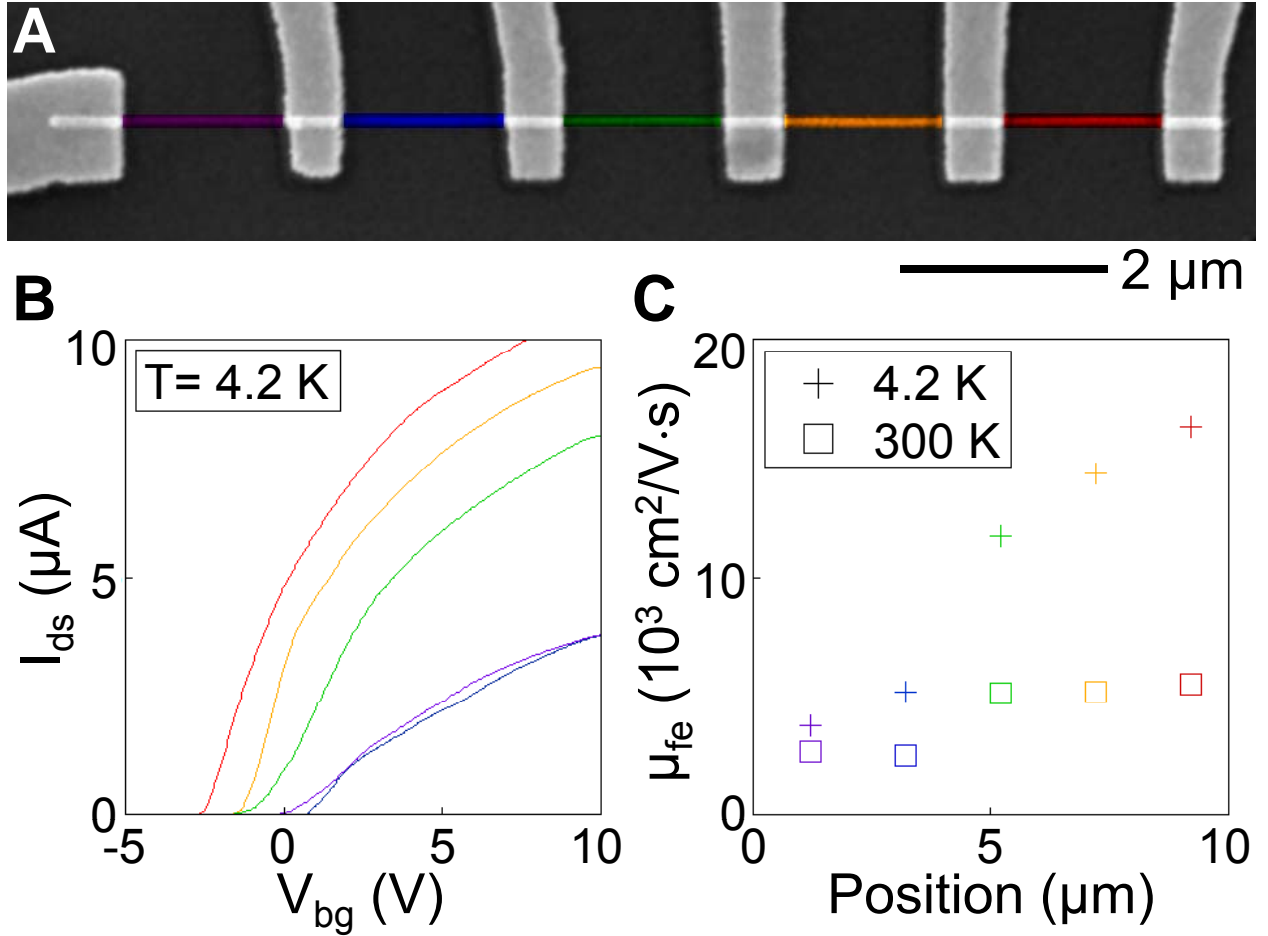 A
2 µm
B
C
10
5
0
T= 4.2 K
-5 0 5 10
I_ds (µA)
V_bg (V)
20
10
0
+ 4.2 K
□ 300 K
0 5 10
µ_fe (10³ cm²/V·s)
Position (µm)